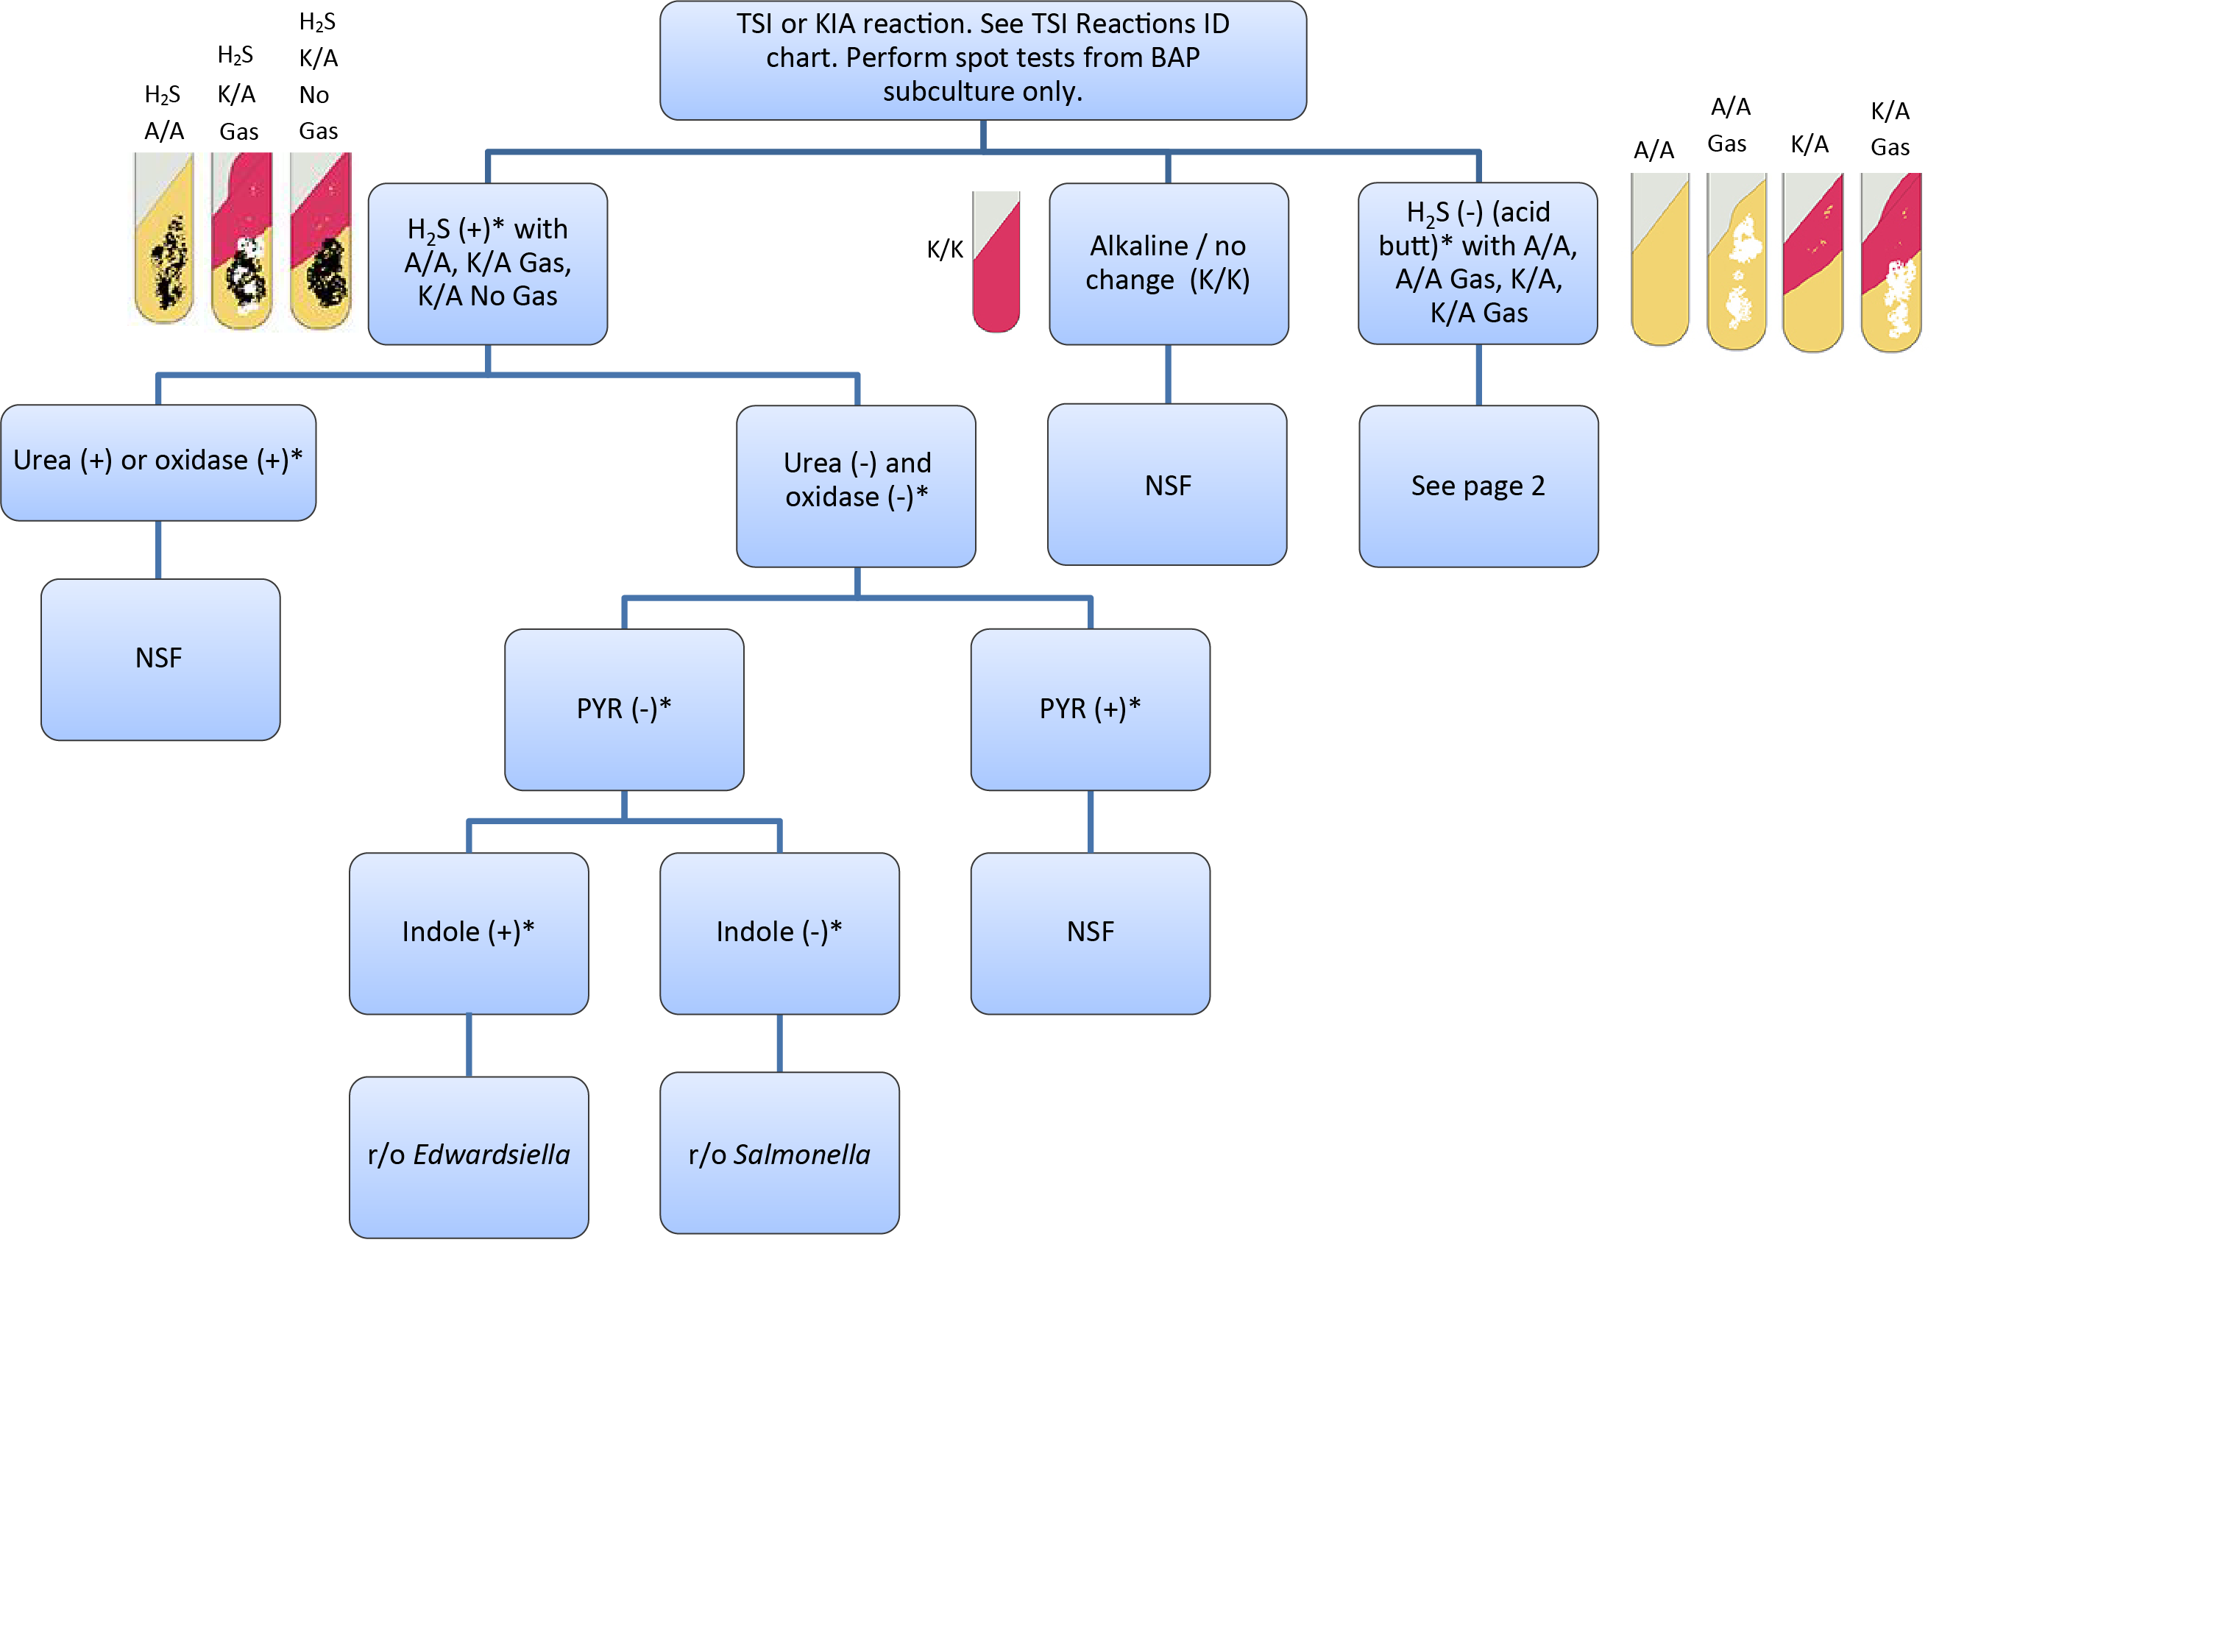 TSI or KIA reaction. See TSI Reactions ID
chart. Perform spot tests from BAP
subculture only.
H₂S
A/A
H₂S
K/A
Gas
H₂S
K/A
No
Gas
H₂S (+)* with
A/A, K/A Gas,
K/A No Gas
K/K
Alkaline / no
change (K/K)
H₂S (-) (acid
butt)* with A/A,
A/A Gas, K/A,
K/A Gas
A/A
A/A
Gas
K/A
K/A
Gas
Urea (+) or oxidase (+)*
Urea (-) and
oxidase (-)*
NSF
See page 2
NSF
PYR (-)*
PYR (+)*
Indole (+)*
Indole (-)*
NSF
r/o Edwardsiella
r/o Salmonella